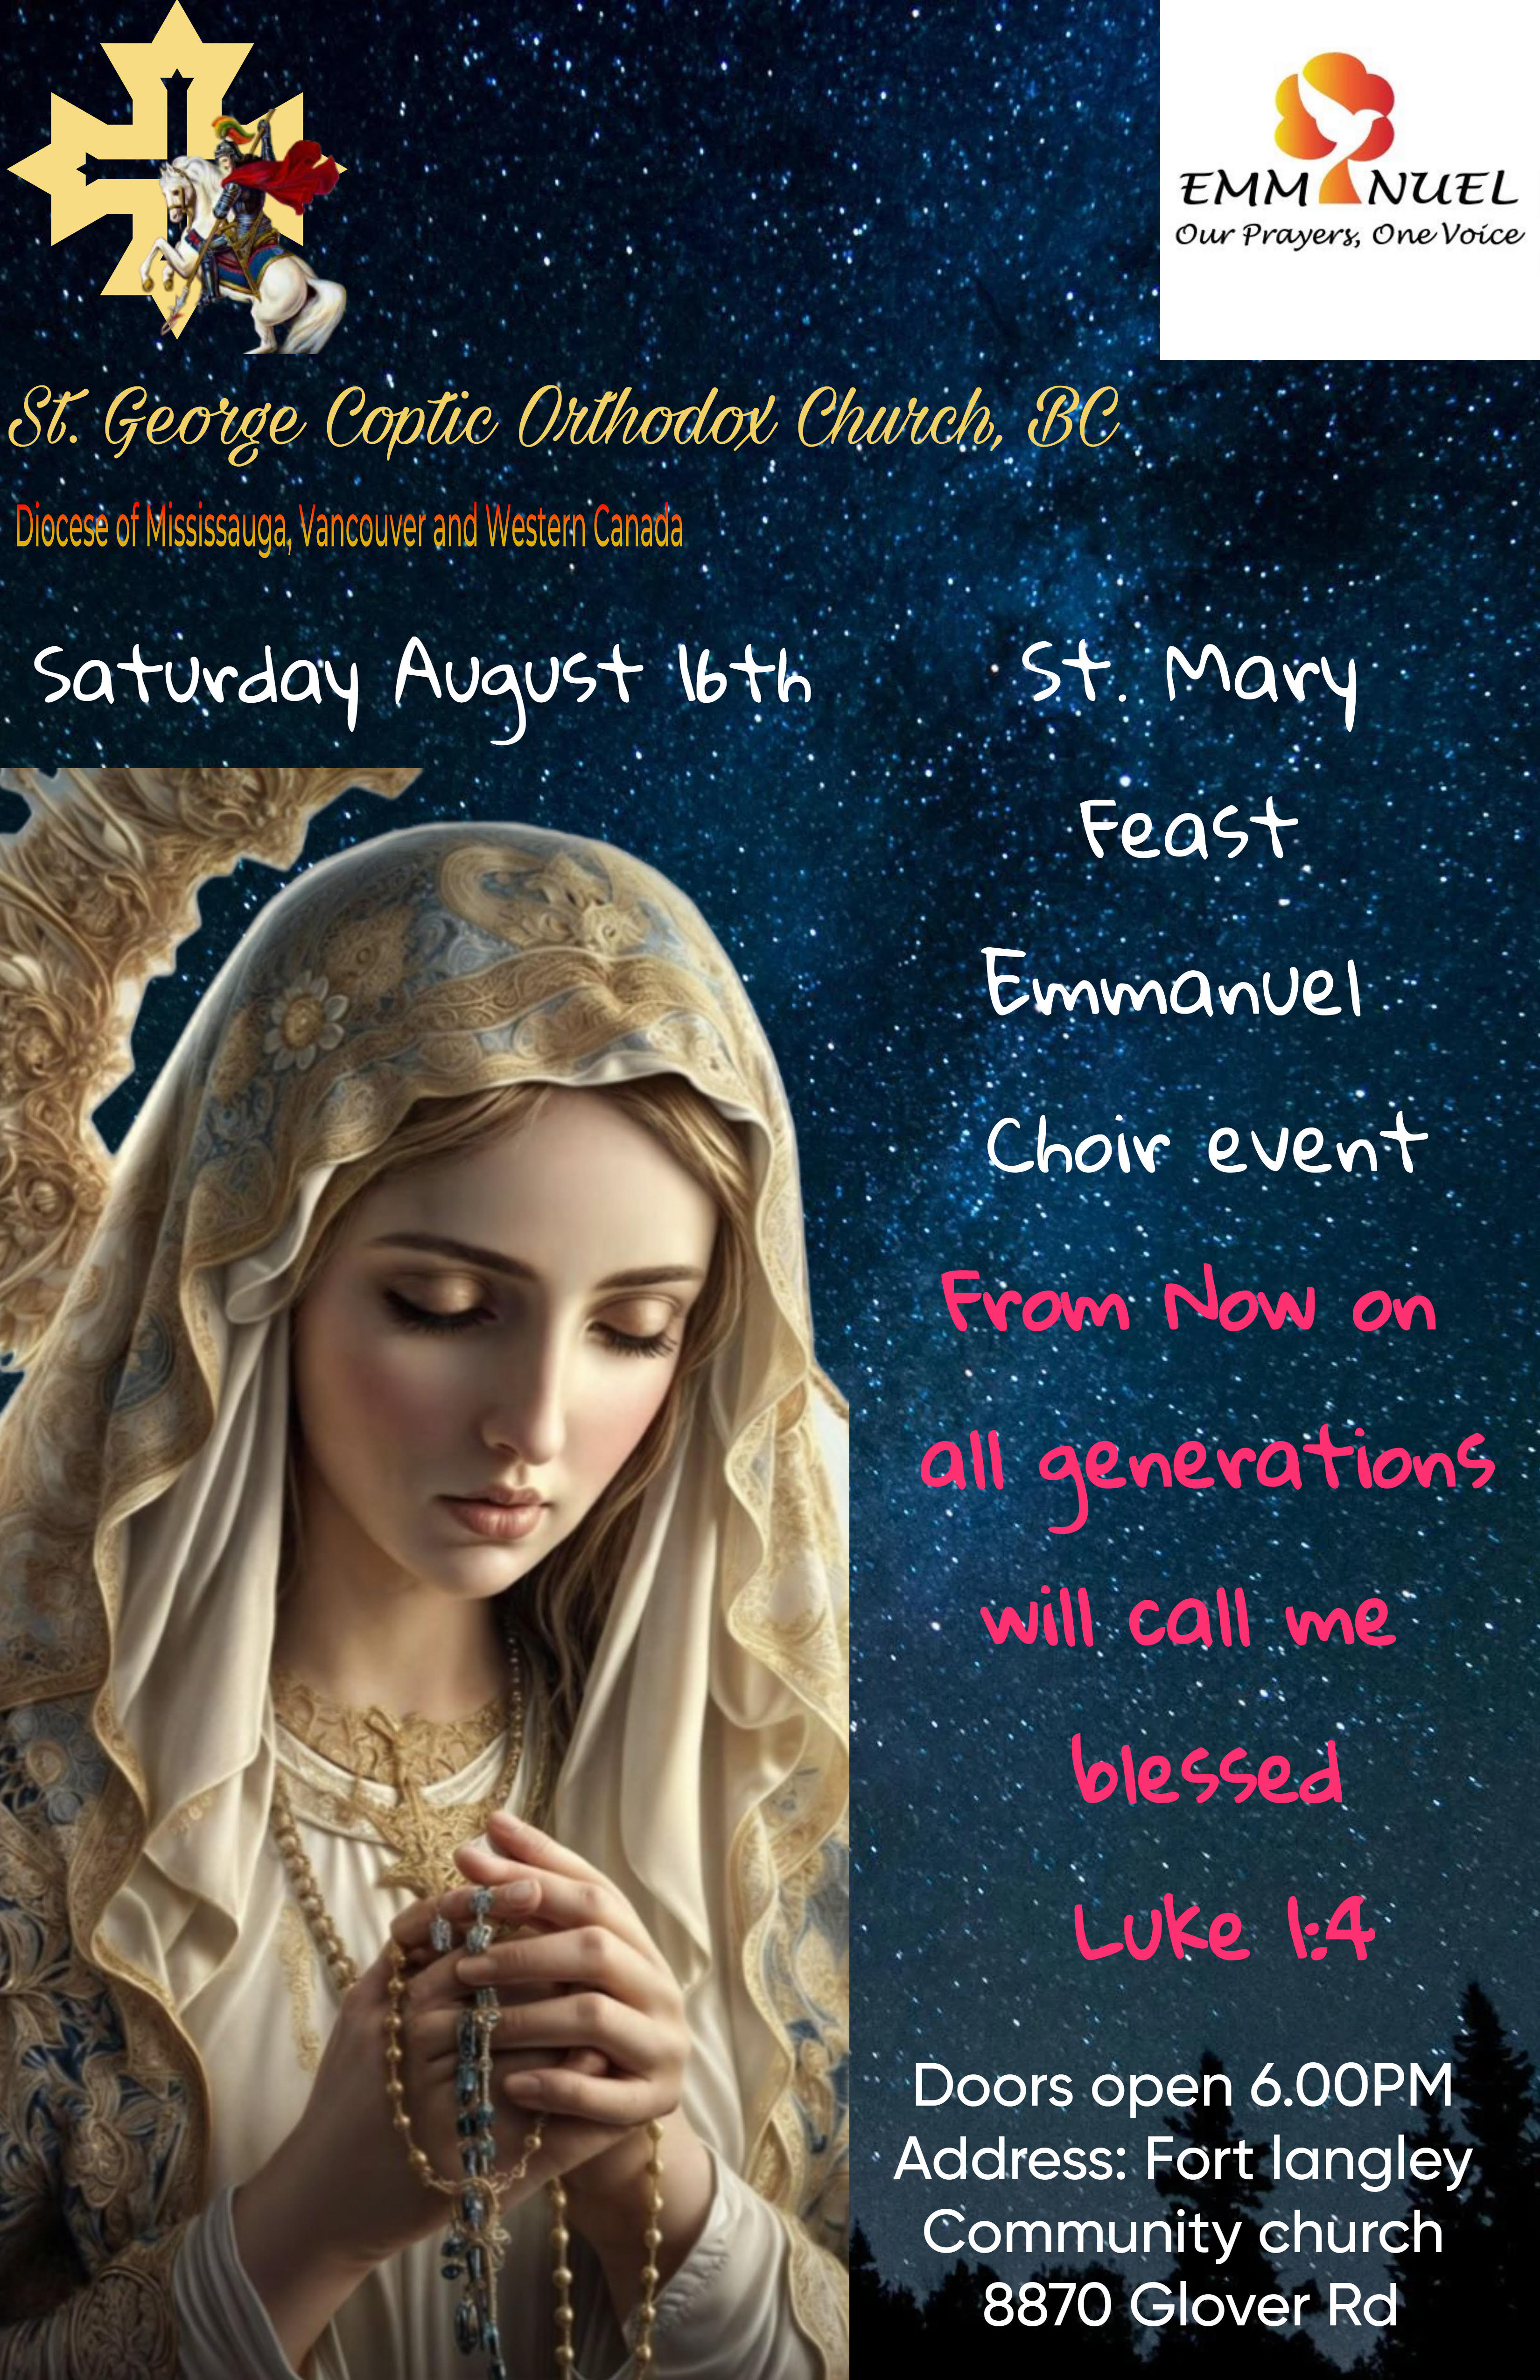 EMMANUEL
Our Prayers, One Voice
St. George Coptic Orthodox Church, BC
Diocese of Mississauga, Vancouver and Western Canada
Saturday August 16th
St. Mary
Feast
Emmanuel
Choir event
From Now on
all generations
will call me
blessed
Luke 1:4
Doors open 6.00PM
Address: Fort langley
Community church
8870 Glover Rd